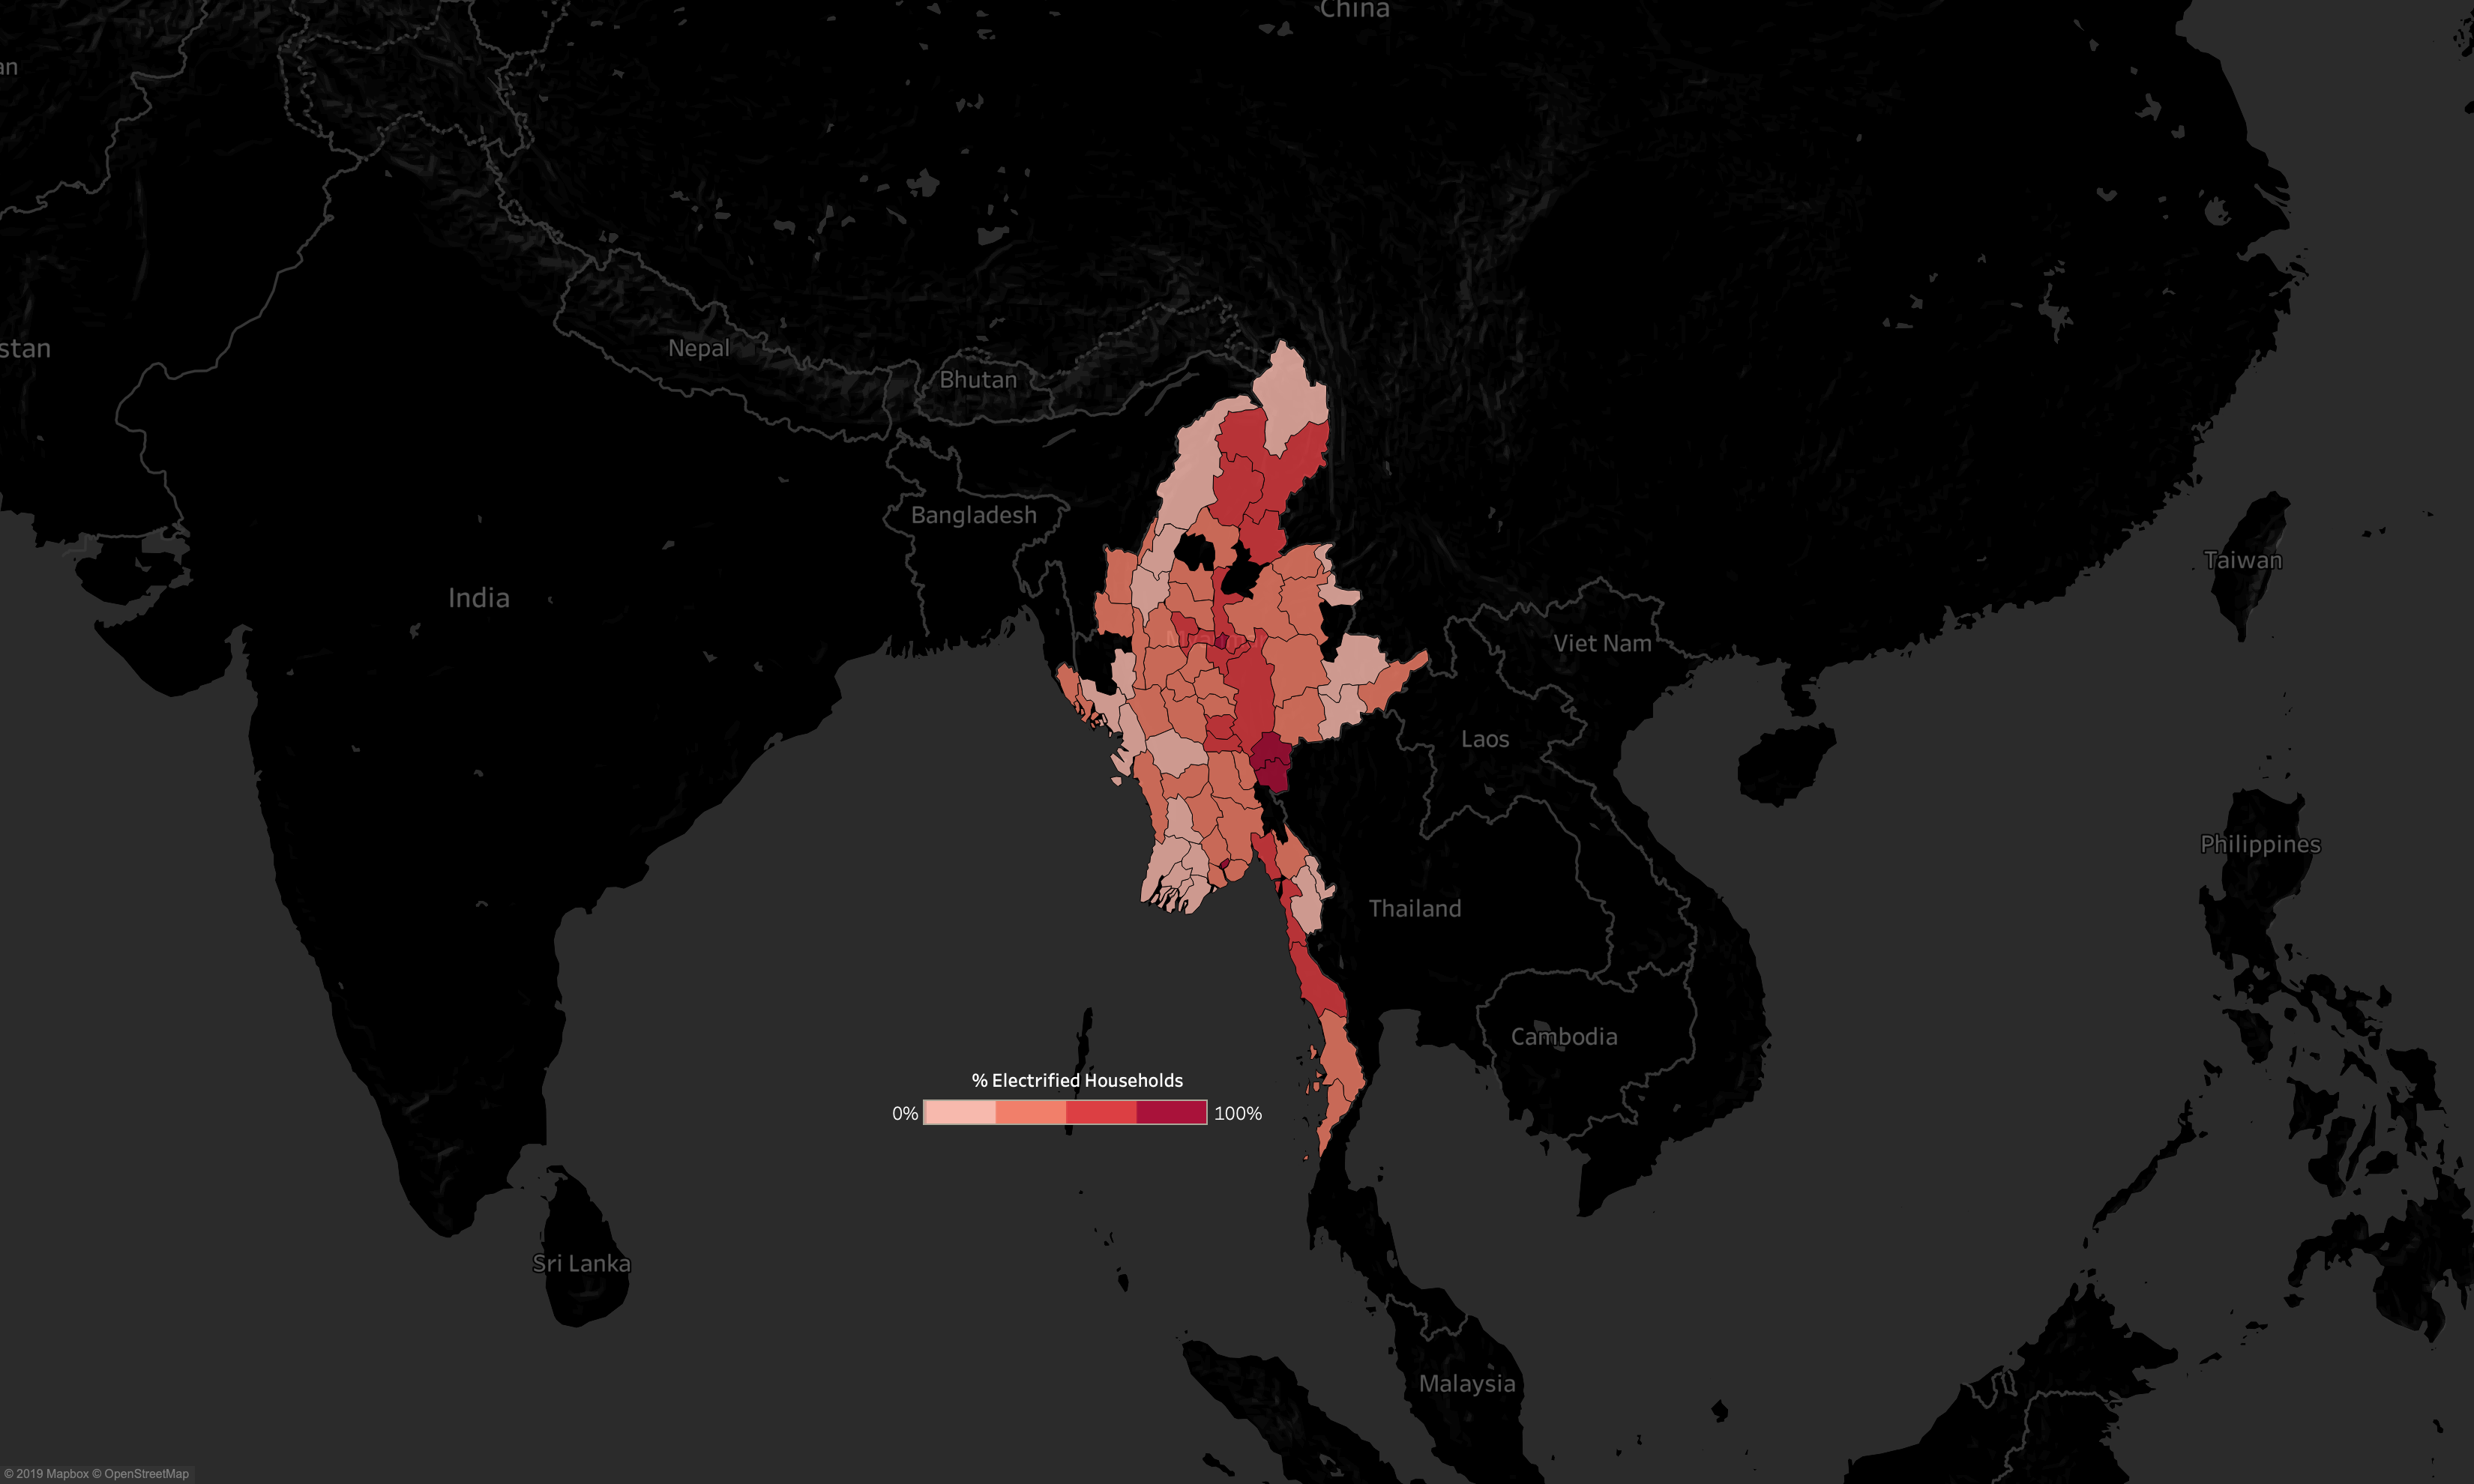 China
an
stan
Nepal
Bhutan
Bangladesh
India
Taiwan
Viet Nam
Laos
Philippines
Thailand
Cambodia
% Electrified Households
0%
100%
Sri Lanka
Malaysia
© 2019 Mapbox © OpenStreetMap